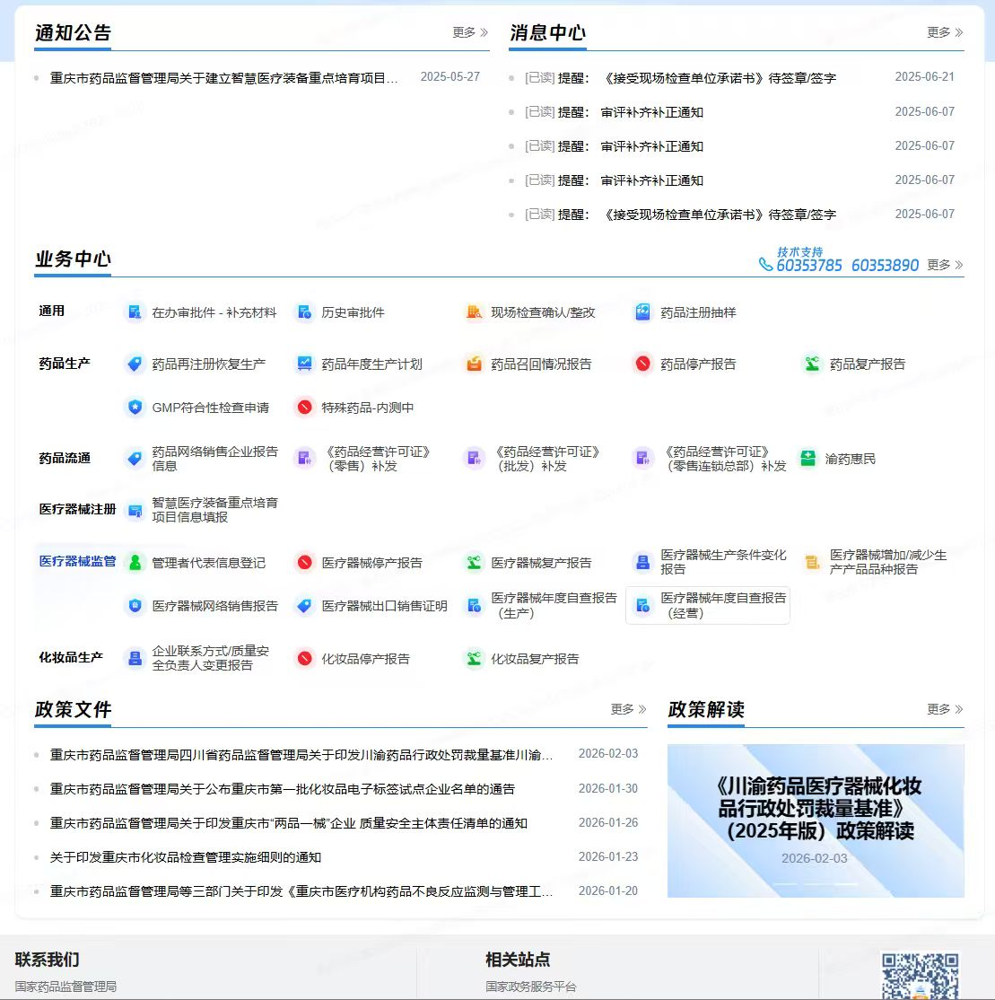 通知公告
更多
重庆市药品监督管理局关于建立智慧医疗装备重点培育项目...
2025-05-27
消息中心
更多
[已读] 提醒：《接受现场检查单位承诺书》待签章/签字
2025-06-21
[已读] 提醒： 审评补齐补正通知
2025-06-07
[已读] 提醒： 审评补齐补正通知
2025-06-07
[已读] 提醒： 审评补齐补正通知
2025-06-07
[已读] 提醒：《接受现场检查单位承诺书》待签章/签字
2025-06-07
业务中心
技术支持
60353785 60353890
更多
通用
在办审批件 - 补充材料
历史审批件
现场检查确认/整改
药品注册抽样
药品生产
药品再注册恢复生产
药品年度生产计划
药品召回情况报告
药品停产报告
药品复产报告
GMP符合性检查申请
特殊药品-内测中
药品流通
药品网络销售企业报告
信息
《药品经营许可证》
（零售）补发
《药品经营许可证》
（批发）补发
《药品经营许可证》
（零售连锁总部）补发
渝药惠民
医疗器械注册
智慧医疗装备重点培育
项目信息填报
医疗器械监管
管理者代表信息登记
医疗器械停产报告
医疗器械复产报告
医疗器械生产条件变化
报告
医疗器械增加/减少生
产产品品种报告
医疗器械网络销售报告
医疗器械出口销售证明
医疗器械年度自查报告
（生产）
医疗器械年度自查报告
（经营）
化妆品生产
企业联系方式/质量安
全负责人变更报告
化妆品停产报告
化妆品复产报告
政策文件
更多
重庆市药品监督管理局四川省药品监督管理局关于印发川渝药品行政处罚裁量基准川渝...
2026-02-03
重庆市药品监督管理局关于公布重庆市第一批化妆品电子标签试点企业名单的通告
2026-01-30
重庆市药品监督管理局关于印发重庆市“两品一械”企业 质量安全主体责任清单的通知
2026-01-26
关于印发重庆市化妆品检查管理实施细则的通知
2026-01-23
重庆市药品监督管理局等三部门关于印发《重庆市医疗机构药品不良反应监测与管理工...
2026-01-20
政策解读
更多
《川渝药品医疗器械化妆
品行政处罚裁量基准》
（2025年版）政策解读
2026-02-03
联系我们
国家药品监督管理局
相关站点
国家政务服务平台